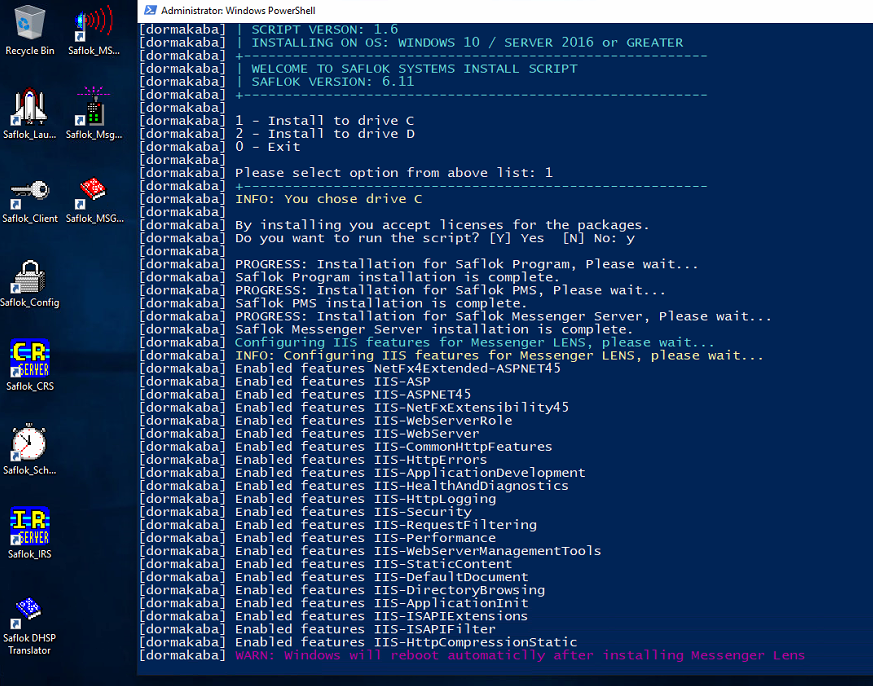 Recycle Bin
Saflok_MS...
Saflok_Lau...
Saflok_Msg...
Saflok_Client
Saflok_MSG...
Saflok_Config
CR
SERVER
Saflok_CRS
Saflok_Sch...
IR
SERVER
Saflok_IRS
Saflok DHSP
Translator
Administrator: Windows PowerShell
[dormakaba] | SCRIPT VERSON: 1.6
[dormakaba] | INSTALLING ON OS: WINDOWS 10 / SERVER 2016 or GREATER
[dormakaba] +---------------------------------------------------------
[dormakaba] | WELCOME TO SAFLOK SYSTEMS INSTALL SCRIPT
[dormakaba] | SAFLOK VERSION: 6.11
[dormakaba] +---------------------------------------------------------
[dormakaba]
[dormakaba] 1 - Install to drive C
[dormakaba] 2 - Install to drive D
[dormakaba] 0 - Exit
[dormakaba]
[dormakaba] Please select option from above list: 1
[dormakaba] +---------------------------------------------------------
[dormakaba] INFO: You chose drive C
[dormakaba]
[dormakaba] By installing you accept licenses for the packages.
[dormakaba] Do you want to run the script? [Y] Yes  [N] No: y
[dormakaba]
[dormakaba] PROGRESS: Installation for Saflok Program, Please wait...
[dormakaba] Saflok Program installation is complete.
[dormakaba] PROGRESS: Installation for Saflok PMS, Please wait...
[dormakaba] Saflok PMS installation is complete.
[dormakaba] PROGRESS: Installation for Saflok Messenger Server, Please wait...
[dormakaba] Saflok Messenger Server installation is complete.
[dormakaba] Configuring IIS features for Messenger LENS, please wait...
[dormakaba] INFO: Configuring IIS features for Messenger LENS, please wait...
[dormakaba] Enabled features NetFx4Extended-ASPNET45
[dormakaba] Enabled features IIS-ASP
[dormakaba] Enabled features IIS-ASPNET45
[dormakaba] Enabled features IIS-NetFxExtensibility45
[dormakaba] Enabled features IIS-WebServerRole
[dormakaba] Enabled features IIS-WebServer
[dormakaba] Enabled features IIS-CommonHttpFeatures
[dormakaba] Enabled features IIS-HttpErrors
[dormakaba] Enabled features IIS-ApplicationDevelopment
[dormakaba] Enabled features IIS-HealthAndDiagnostics
[dormakaba] Enabled features IIS-HttpLogging
[dormakaba] Enabled features IIS-Security
[dormakaba] Enabled features IIS-RequestFiltering
[dormakaba] Enabled features IIS-Performance
[dormakaba] Enabled features IIS-WebServerManagementTools
[dormakaba] Enabled features IIS-StaticContent
[dormakaba] Enabled features IIS-DefaultDocument
[dormakaba] Enabled features IIS-DirectoryBrowsing
[dormakaba] Enabled features IIS-ApplicationInit
[dormakaba] Enabled features IIS-ISAPIExtensions
[dormakaba] Enabled features IIS-ISAPIFilter
[dormakaba] Enabled features IIS-HttpCompressionStatic
[dormakaba] WARN: Windows will reboot automaticlly after installing Messenger Lens